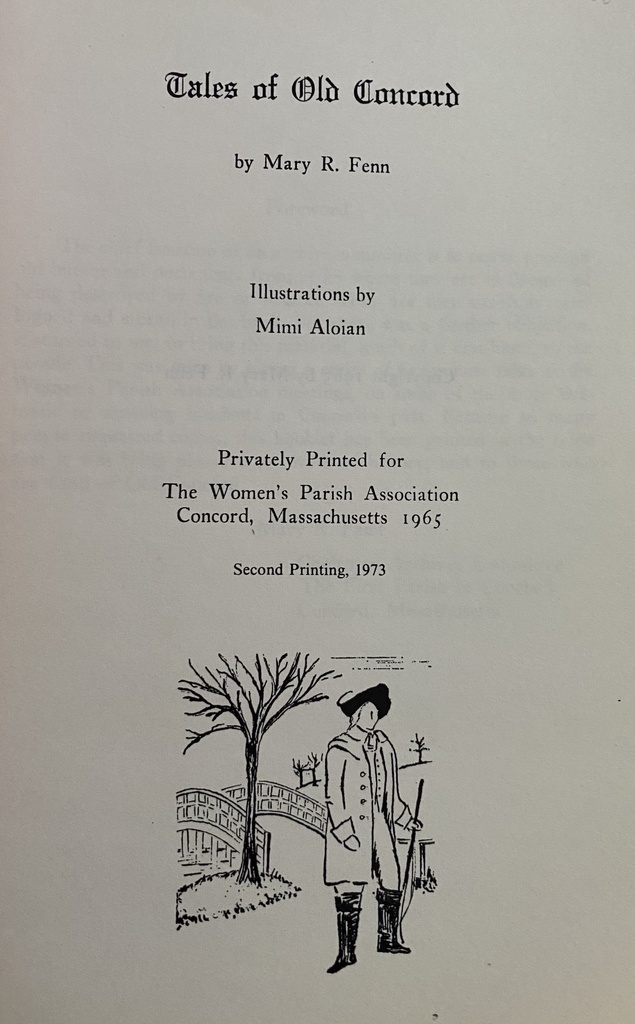 Tales of Old Concord
by Mary R. Fenn
Illustrations by
Mimi Aloian
Privately Printed for
The Women's Parish Association
Concord, Massachusetts 1965
Second Printing, 1973